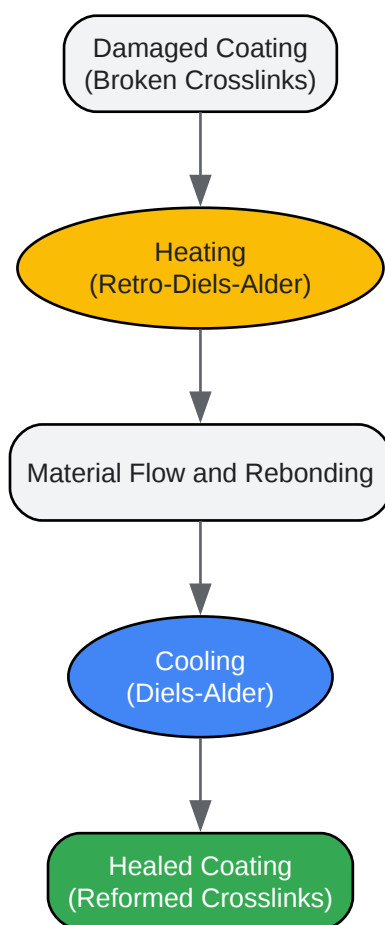 Damaged Coating
(Broken Crosslinks)
Heating
(Retro-Diels-Alder)
Material Flow and Rebonding
Cooling
(Diels-Alder)
Healed Coating
(Reformed Crosslinks)